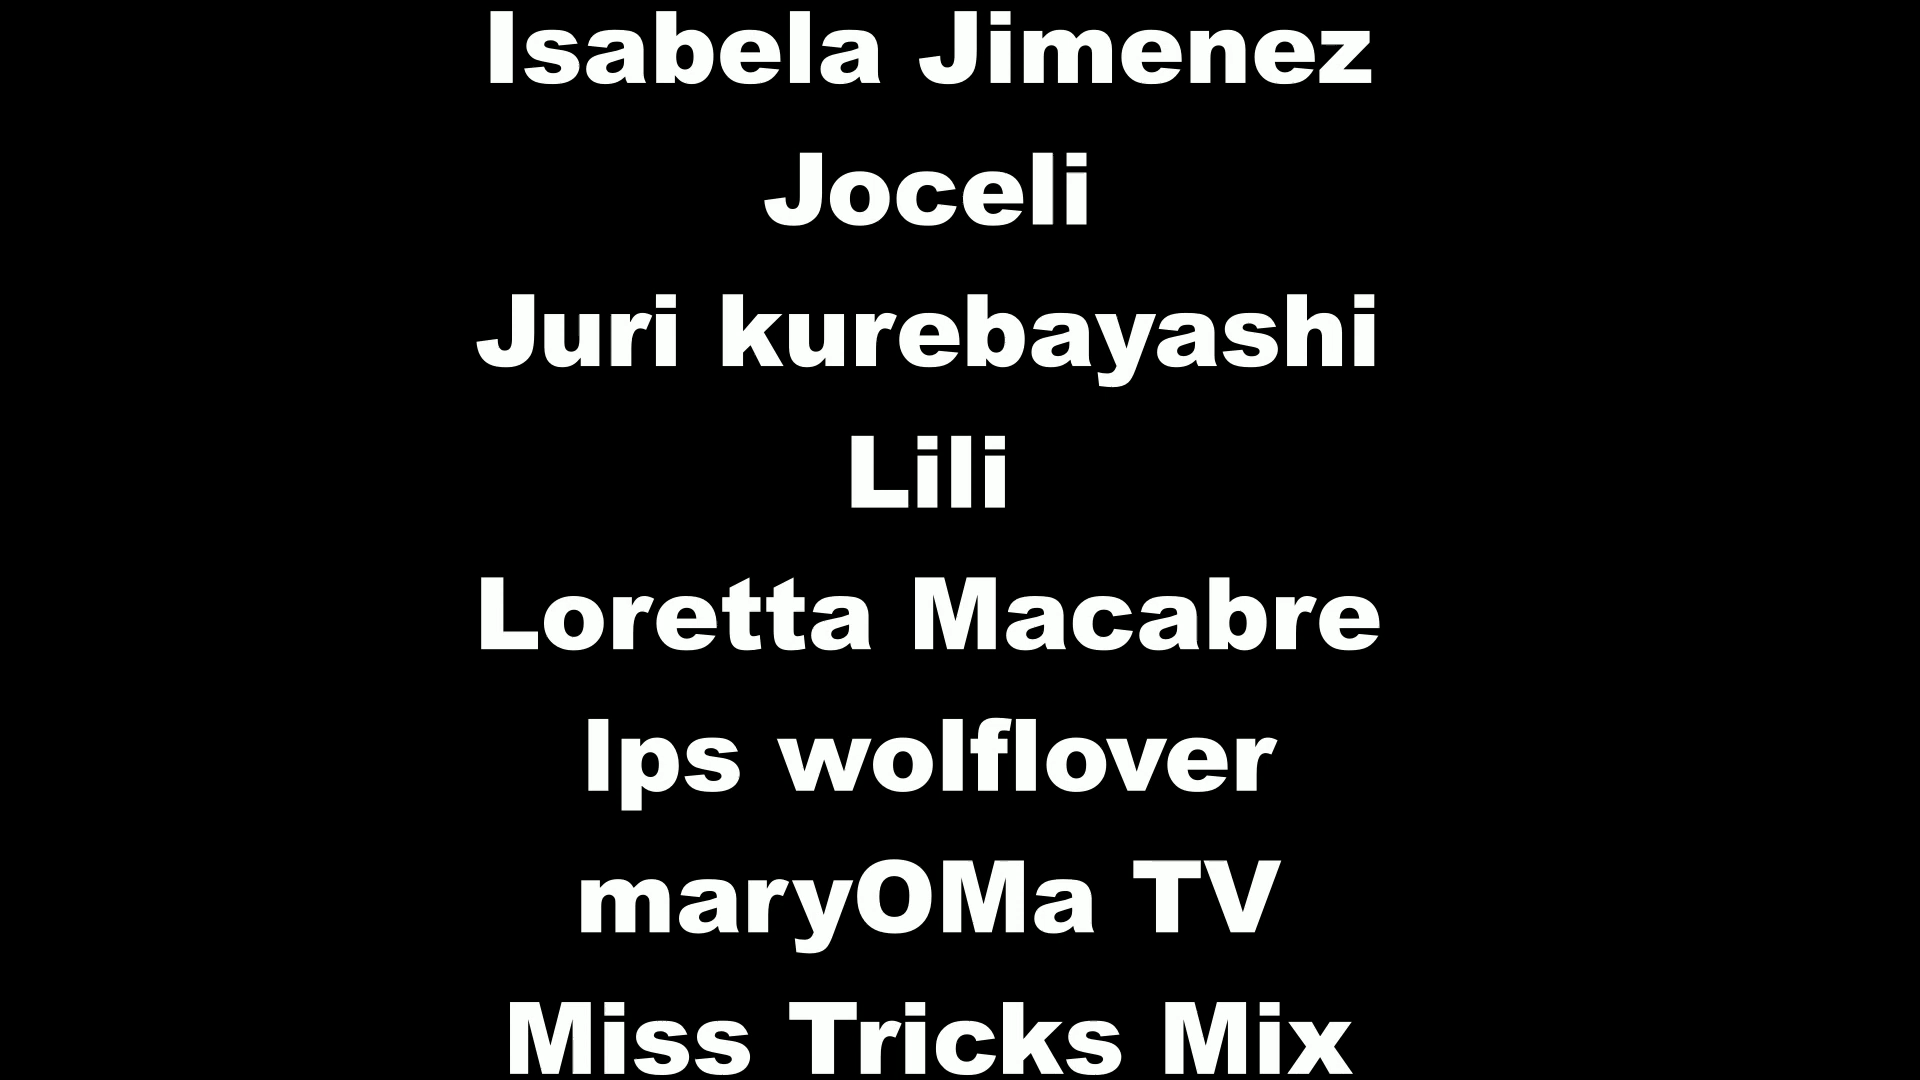 Isabela Jimenez
Joceli
Juri kurebayashi
Lili
Loretta Macabre
lps wolflover
maryOMa TV
Miss Tricks Mix